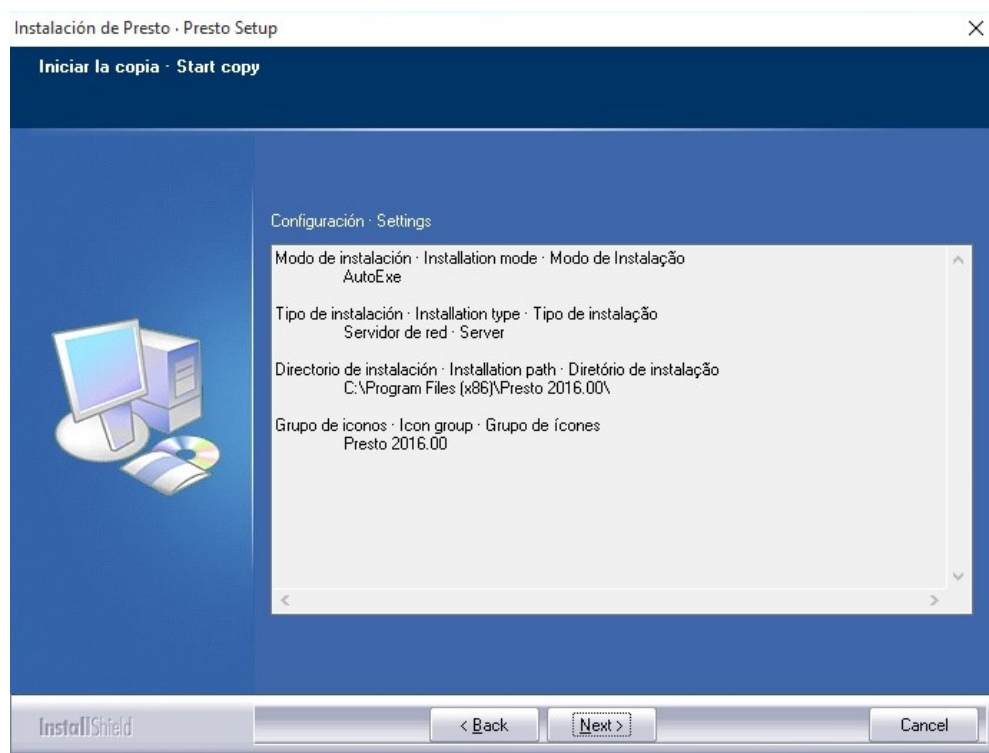 Instalación de Presto · Presto Setup
Iniciar la copia · Start copy
Configuración · Settings
Modo de instalación · Installation mode · Modo de Instalação
AutoExe
Tipo de instalación · Installation type · Tipo de instalação
Servidor de red · Server
Directorio de instalación · Installation path · Diretório de instalação
C:\Program Files (x86)\Presto 2016.00\
Grupo de iconos · Icon group · Grupo de ícones
Presto 2016.00
InstallShield
< Back
Next >
Cancel